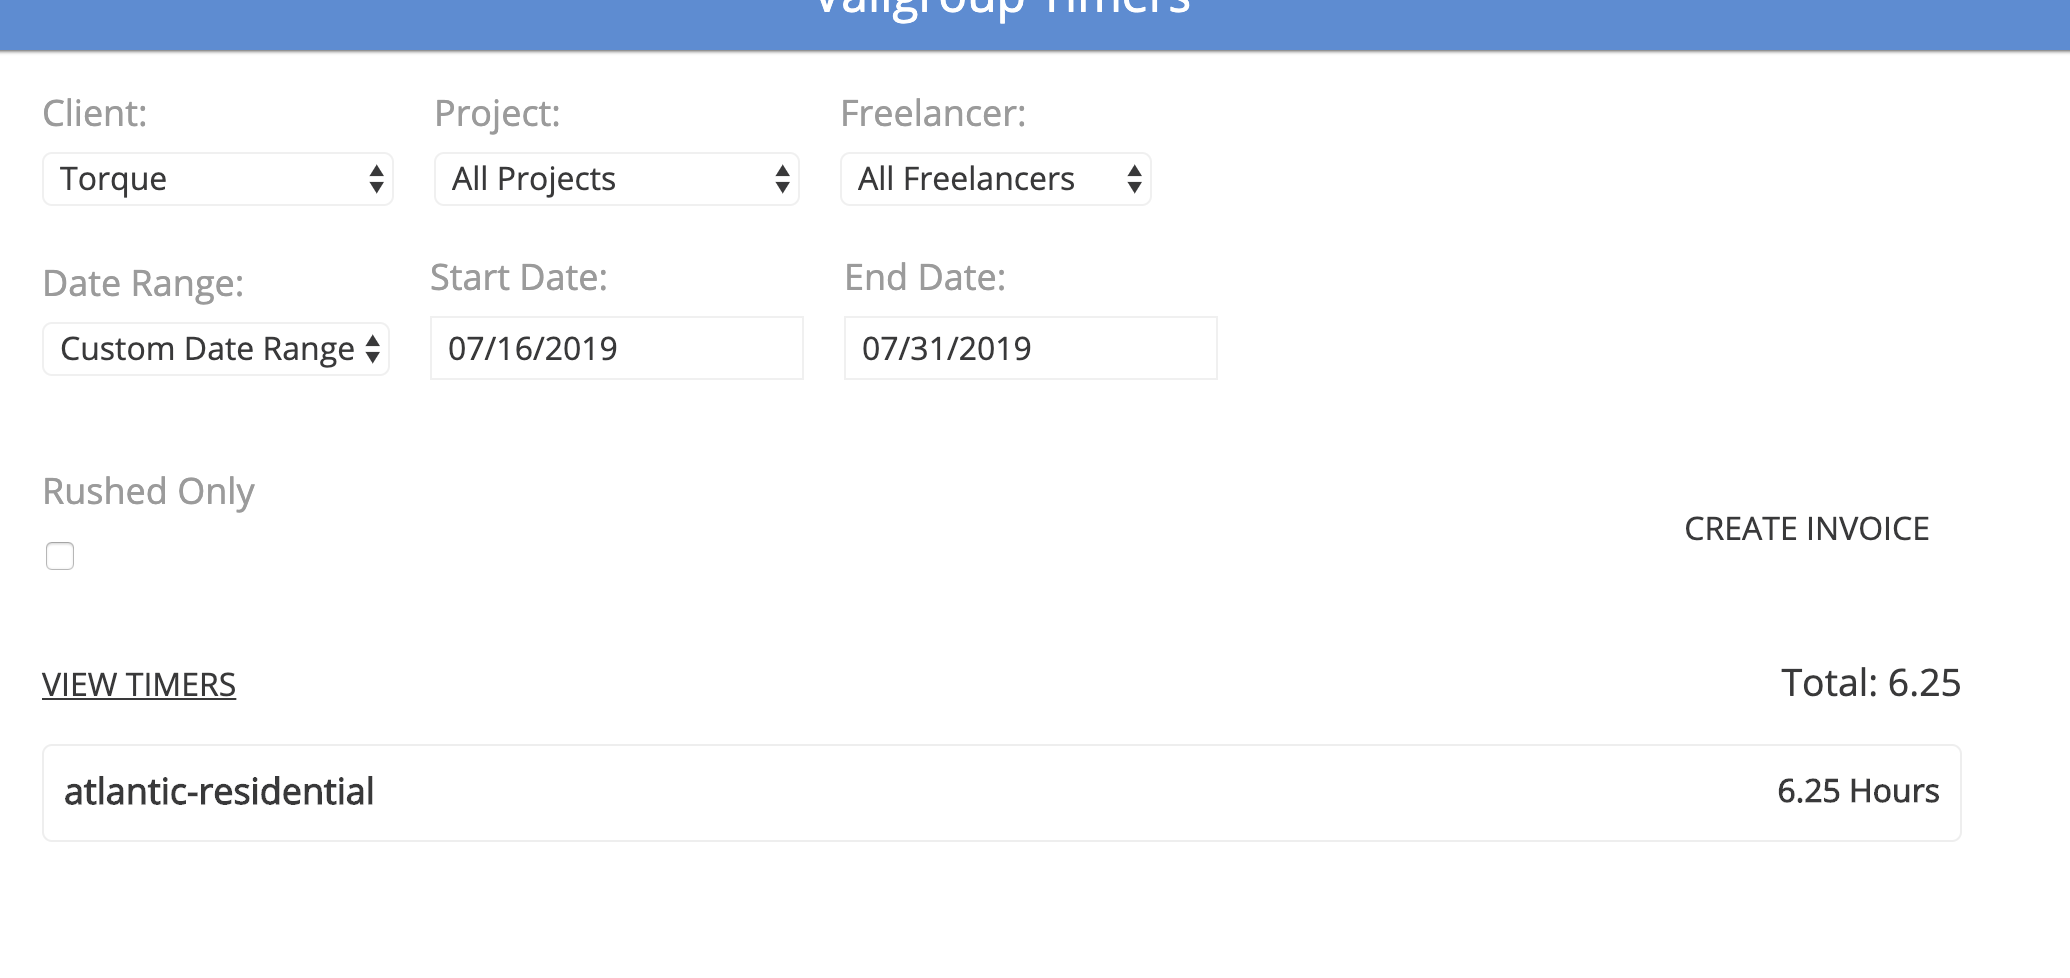 Vallgroup Timers
Client: Project: Freelancer:
Torque All Projects All Freelancers
Date Range: Start Date: End Date:
Custom Date Range 07/16/2019 07/31/2019
Rushed Only
CREATE INVOICE
VIEW TIMERS Total: 6.25
atlantic-residential 6.25 Hours